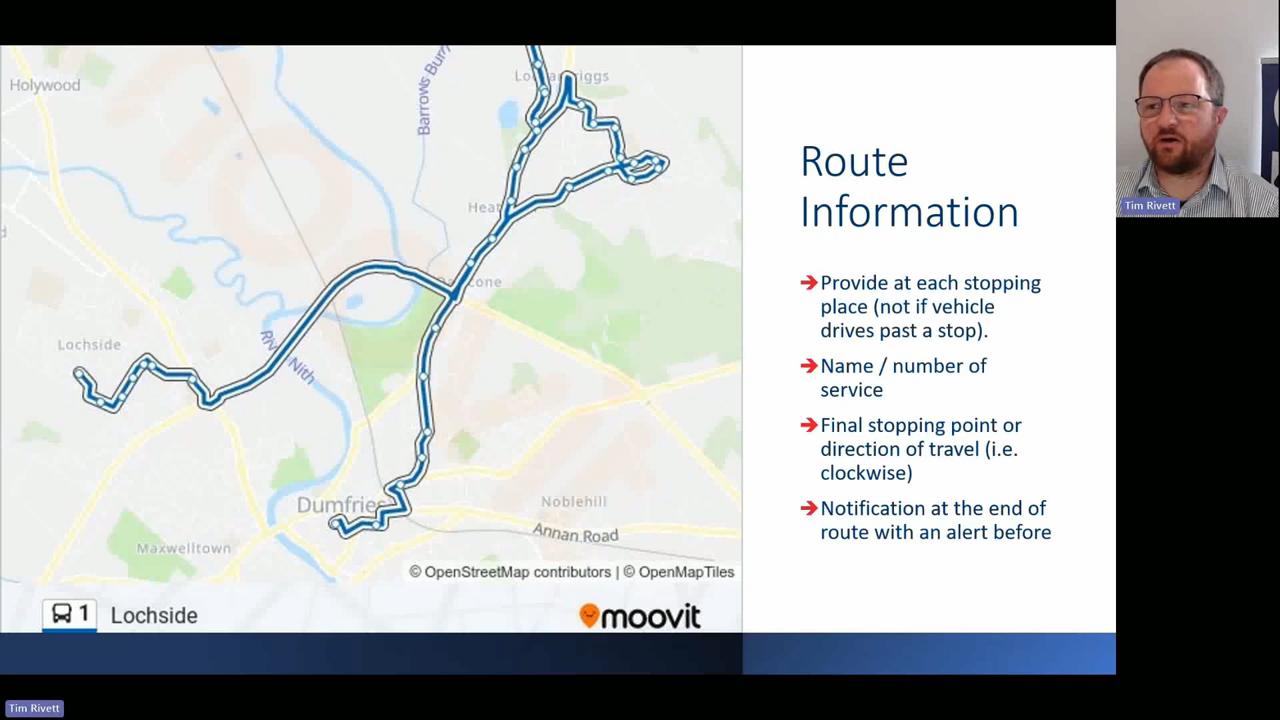 Holywood
Barrows Burn
Lochside
River Nith
Dumfries
Maxwelltown
Noblehill
Annan Road
© OpenStreetMap contributors | © OpenMapTiles
1 Lochside
moovit
Route
Information
➔Provide at each stopping
place (not if vehicle
drives past a stop).
➔Name / number of
service
➔Final stopping point or
direction of travel (i.e.
clockwise)
➔Notification at the end of
route with an alert before
Tim Rivett
Tim Rivett